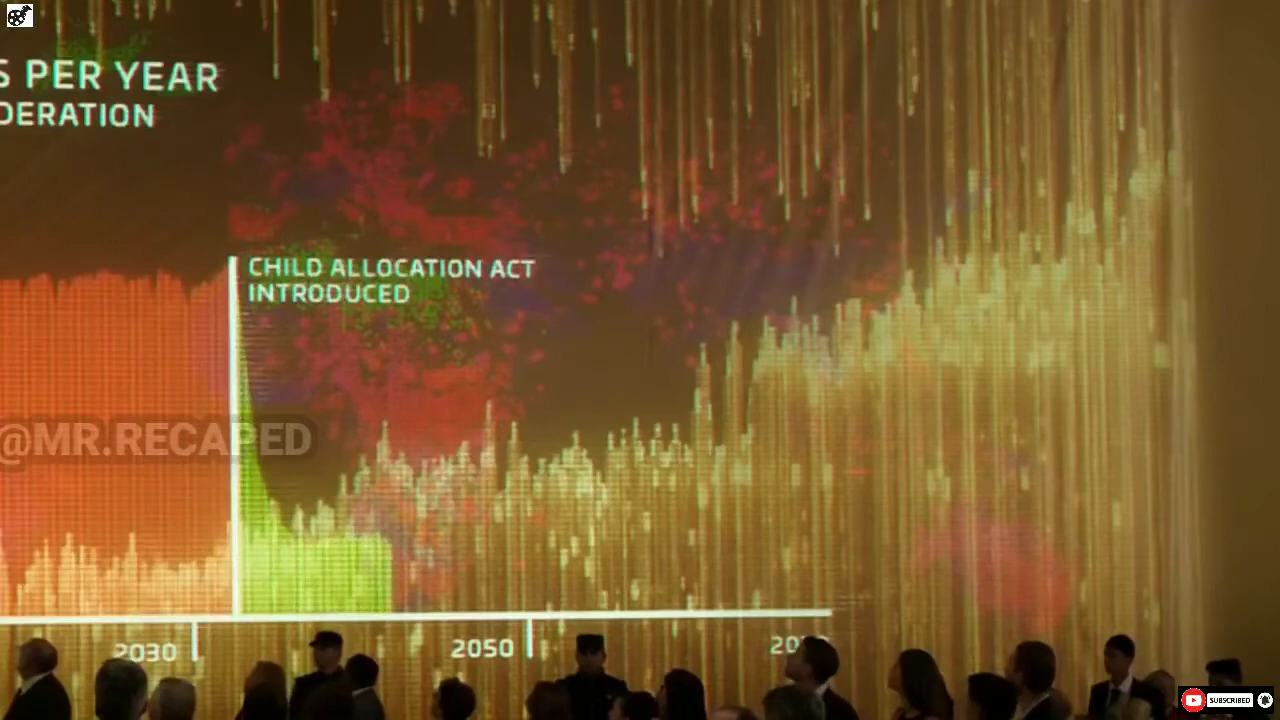 S PER YEAR
DERATION
CHILD ALLOCATION ACT
INTRODUCED
@MR.RECAPED
2030
2050
SUBSCRIBED